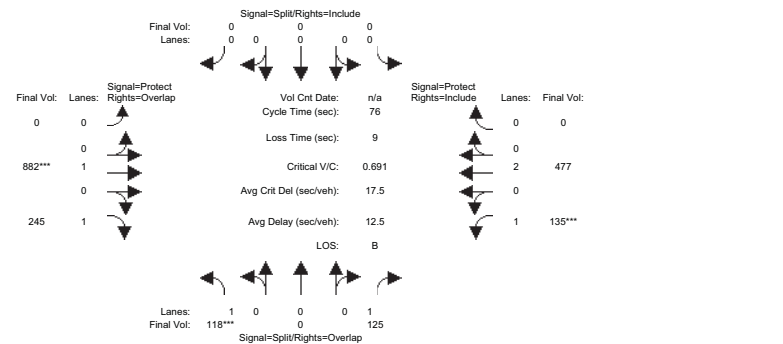 Signal=Split/Rights=Include
Final Vol: 0 0 0
Lanes: 0 0 0 0 0
Signal=Protect Signal=Protect
Final Vol: Lanes: Rights=Overlap Vol Cnt Date: n/a Rights=Include Lanes: Final Vol:
Cycle Time (sec): 76
0 0 0 0
Loss Time (sec): 9
0 0
882*** 1 Critical V/C: 0.691 2 477
0 Avg Crit Del (sec/veh): 17.5 0
245 1 Avg Delay (sec/veh): 12.5 1 135***
LOS: B
Lanes: 1 0 0 0 1
Final Vol: 118*** 0 125
Signal=Split/Rights=Overlap